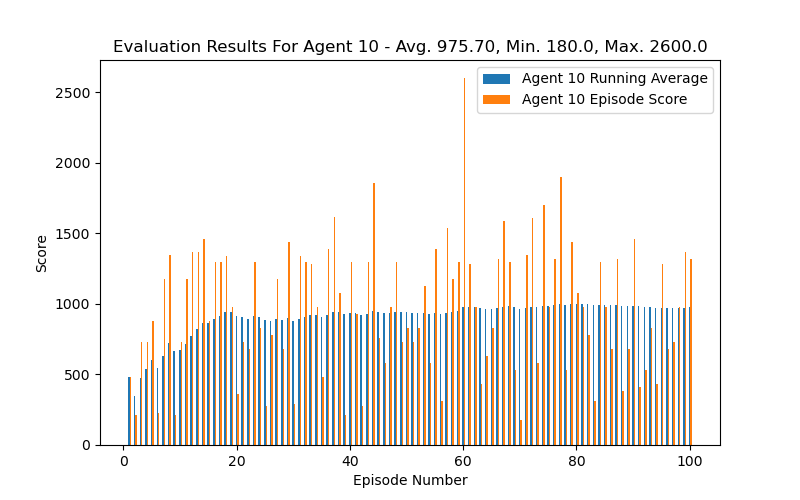 Evaluation Results For Agent 10 - Avg. 975.70, Min. 180.0, Max. 2600.0
Agent 10 Running Average
Agent 10 Episode Score
2500
2000
1500
1000
500
0
Score
0 20 40 60 80 100
Episode Number